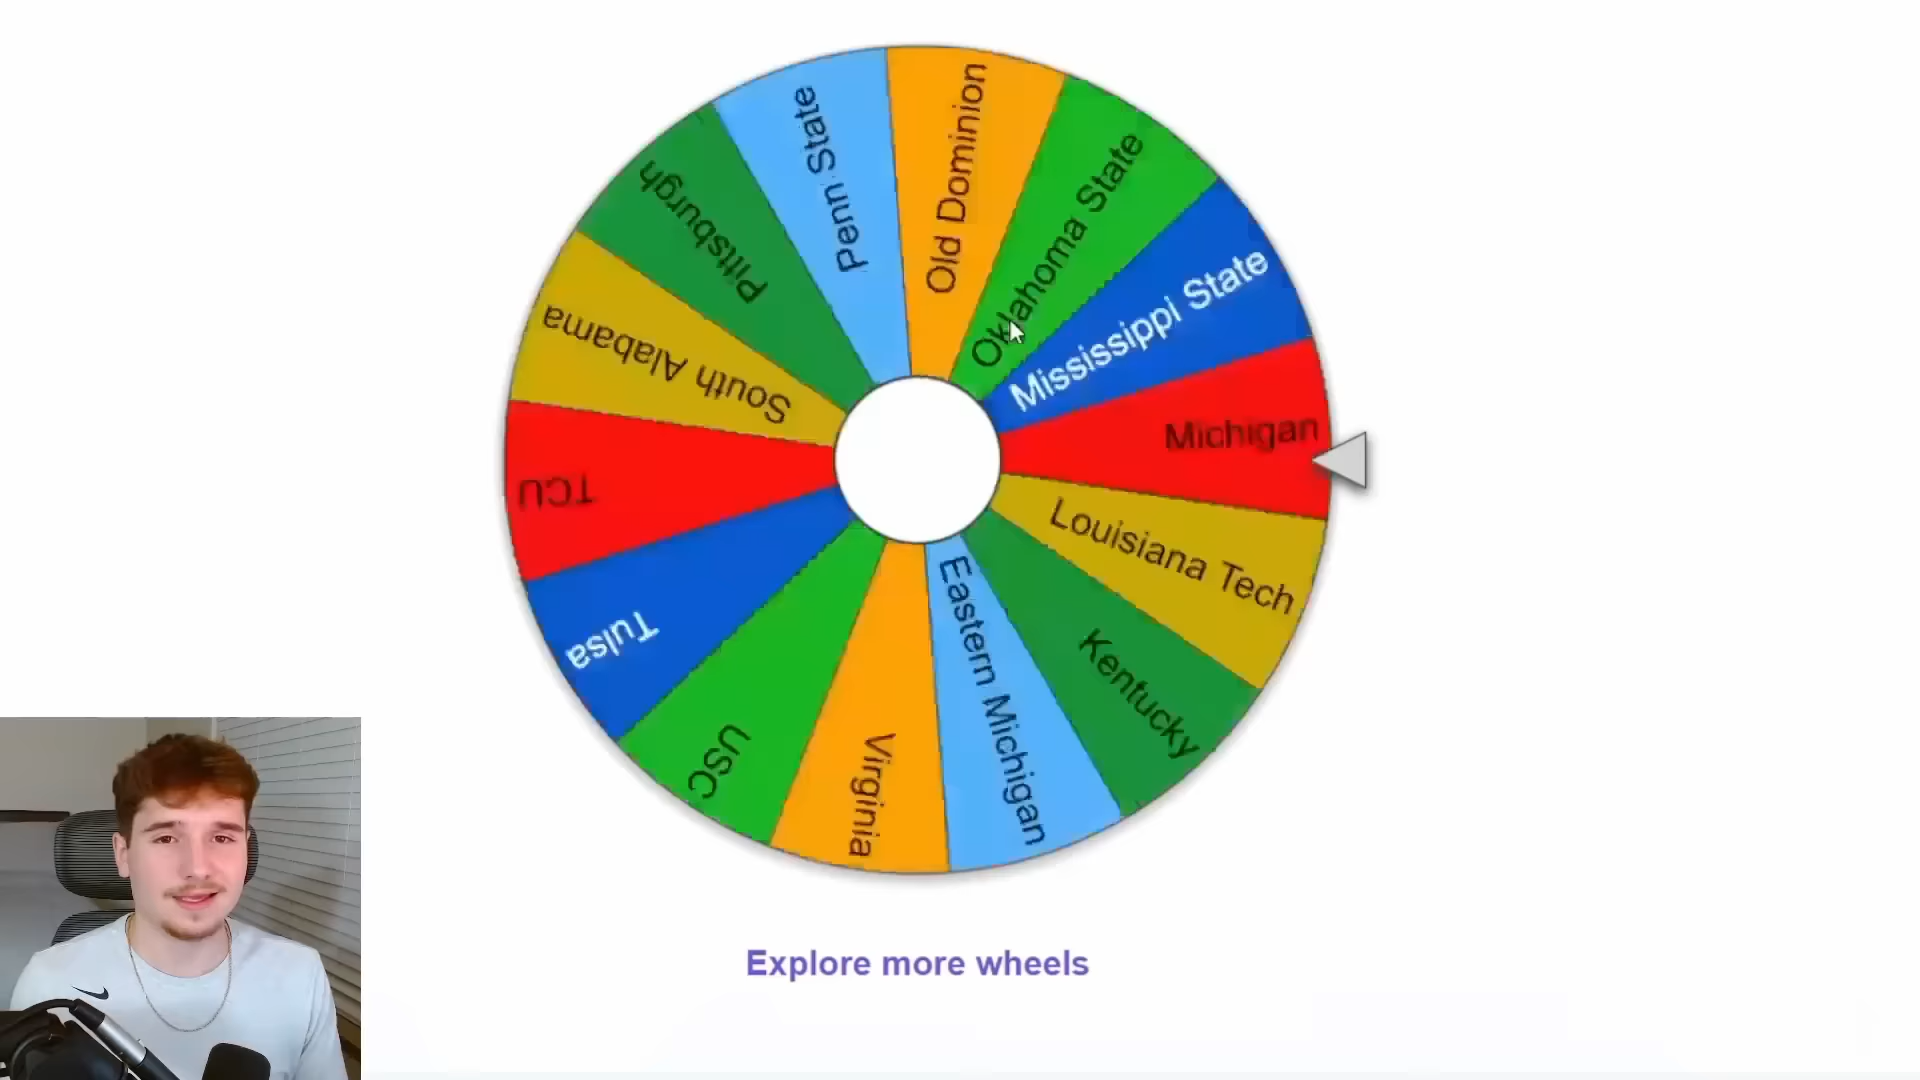 Old Dominion
Oklahoma State
Mississippi State
Michigan
Louisiana Tech
Kentucky
Eastern Michigan
Virginia
USC
Tulsa
TCU
South Alabama
Pittsburgh
Penn State
Explore more wheels